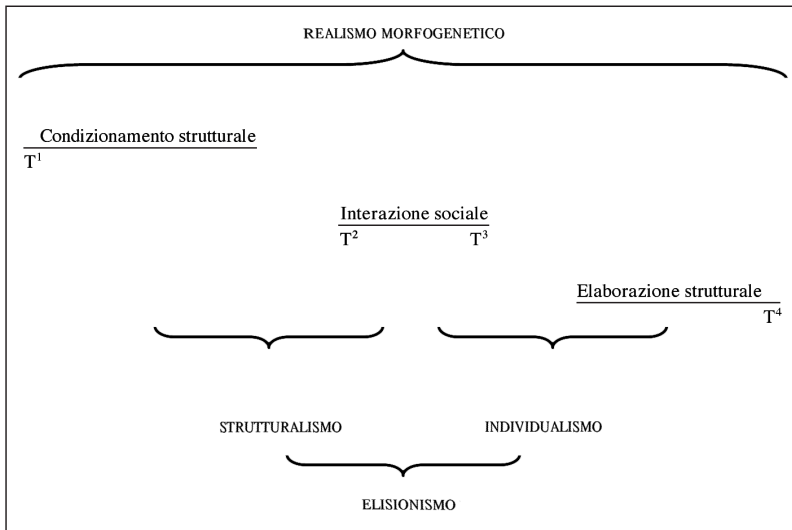 REALISMO MORFOGENETICO
Condizionamento strutturale
T¹
Interazione sociale
T² T³
Elaborazione strutturale
T⁴
STRUTTURALISMO INDIVIDUALISMO
ELISIONISMO